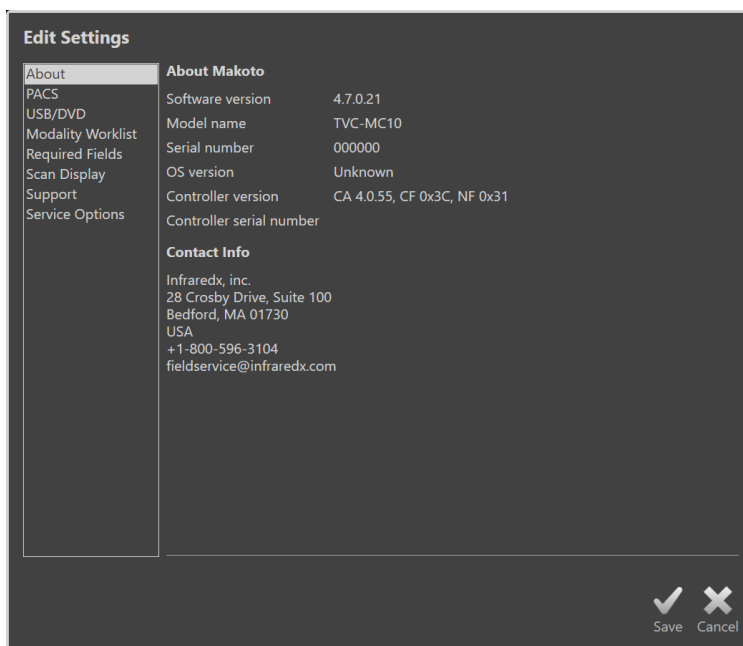 Edit Settings
About
PACS
USB/DVD
Modality Worklist
Required Fields
Scan Display
Support
Service Options
About Makoto
Software version 4.7.0.21
Model name TVC-MC10
Serial number 000000
OS version Unknown
Controller version CA 4.0.55, CF 0x3C, NF 0x31
Controller serial number
Contact Info
Infraredx, inc.
28 Crosby Drive, Suite 100
Bedford, MA 01730
USA
+1-800-596-3104
fieldservice@infraredx.com
Save Cancel